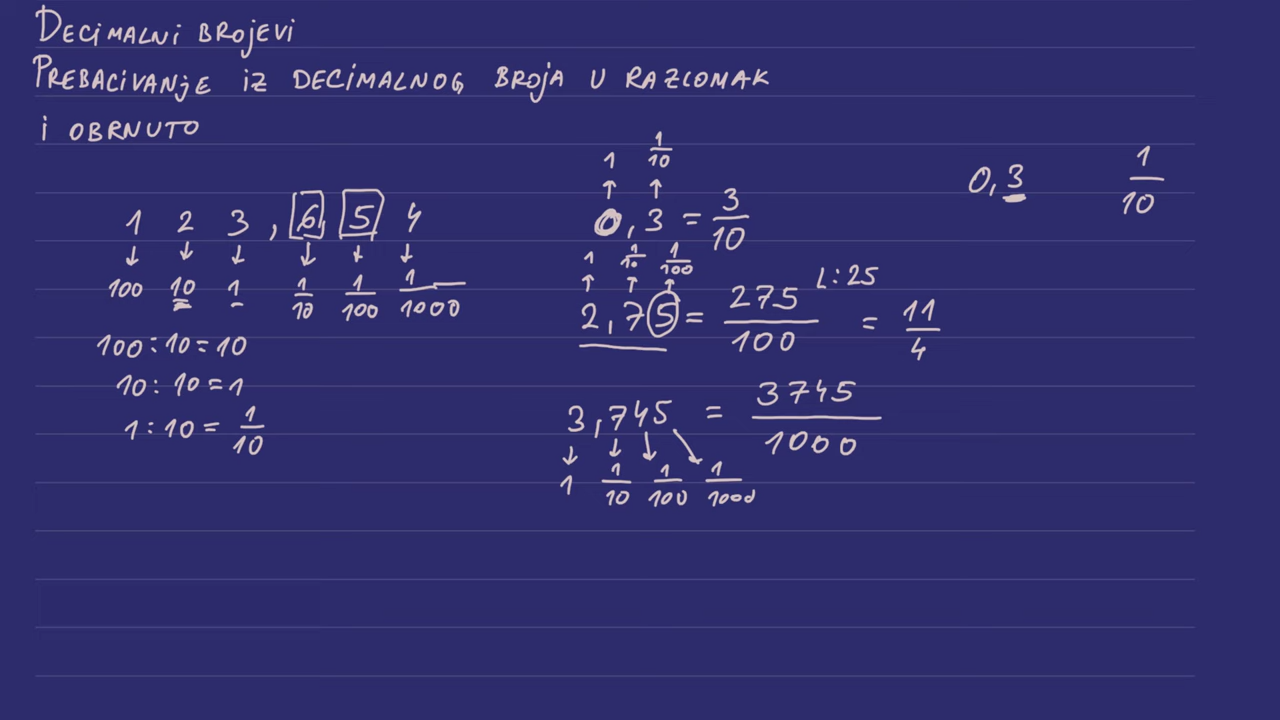 DECIMALNI BROJEVI
PREBACIVANJE IZ DECIMALNOG BROJA U RAZLOMAK
I OBRNUTO
1 2 3 , 6 5 4
↓ ↓ ↓ ↓ ↓ ↓
100 10 1 1/10 1/100 1/1000
100 : 10 = 10
10 : 10 = 1
1 : 10 = 1/10
1 1/10
↑ ↑
0,3 = 3/10
1 1/10 1/100
↑ ↑ ↑
2,75 = 275/100 L:25 = 11/4
3,745 = 3745/1000
↓ ↓ ↓ ↘
1 1/10 1/100 1/1000
0,3 1/10